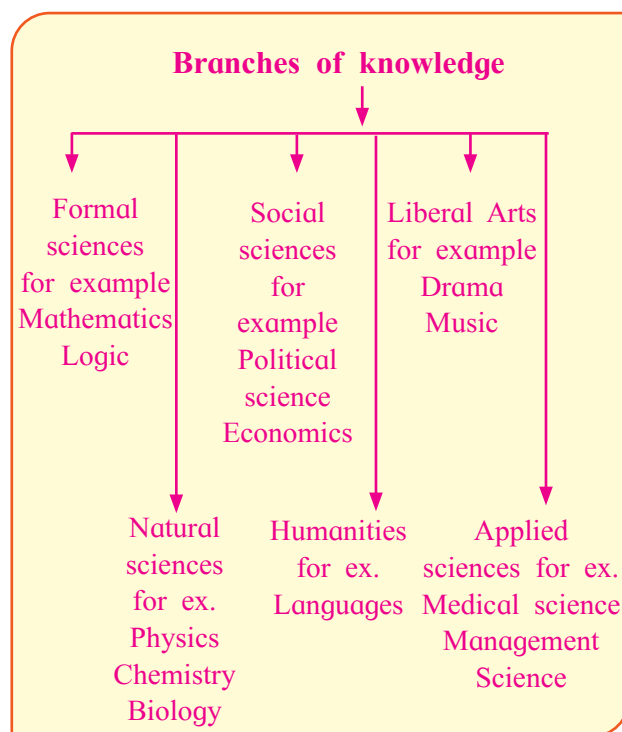 Branches of knowledge
Formal
sciences
for example
Mathematics
Logic
Social
sciences
for
example
Political
science
Economics
Liberal Arts
for example
Drama
Music
Natural
sciences
for ex.
Physics
Chemistry
Biology
Humanities
for ex.
Languages
Applied
sciences for ex.
Medical science
Management
Science